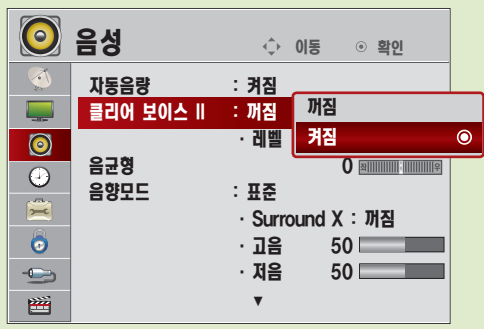 음성 이동 확인
자동음량 : 켜짐
클리어 보이스 II : 꺼짐
꺼짐
켜짐
· 레벨
음균형 0 좌 우
음향모드 : 표준
· Surround X : 꺼짐
· 고음 50
· 저음 50